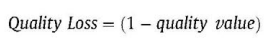 Quality Loss = (1 − quality value)